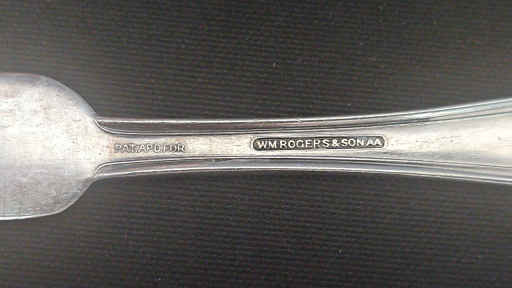 PAT. APD. FOR
WM ROGERS & SON AA